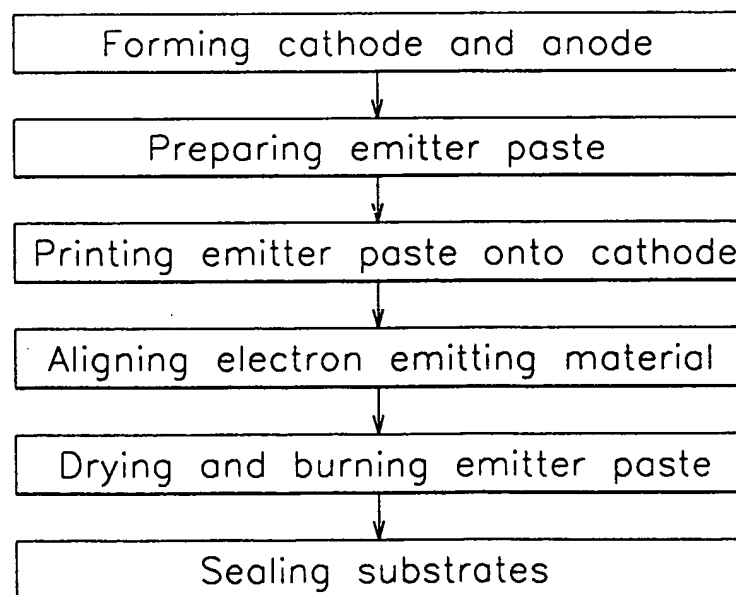 Forming cathode and anode
Preparing emitter paste
Printing emitter paste onto cathode
Aligning electron emitting material
Drying and burning emitter paste
Sealing substrates